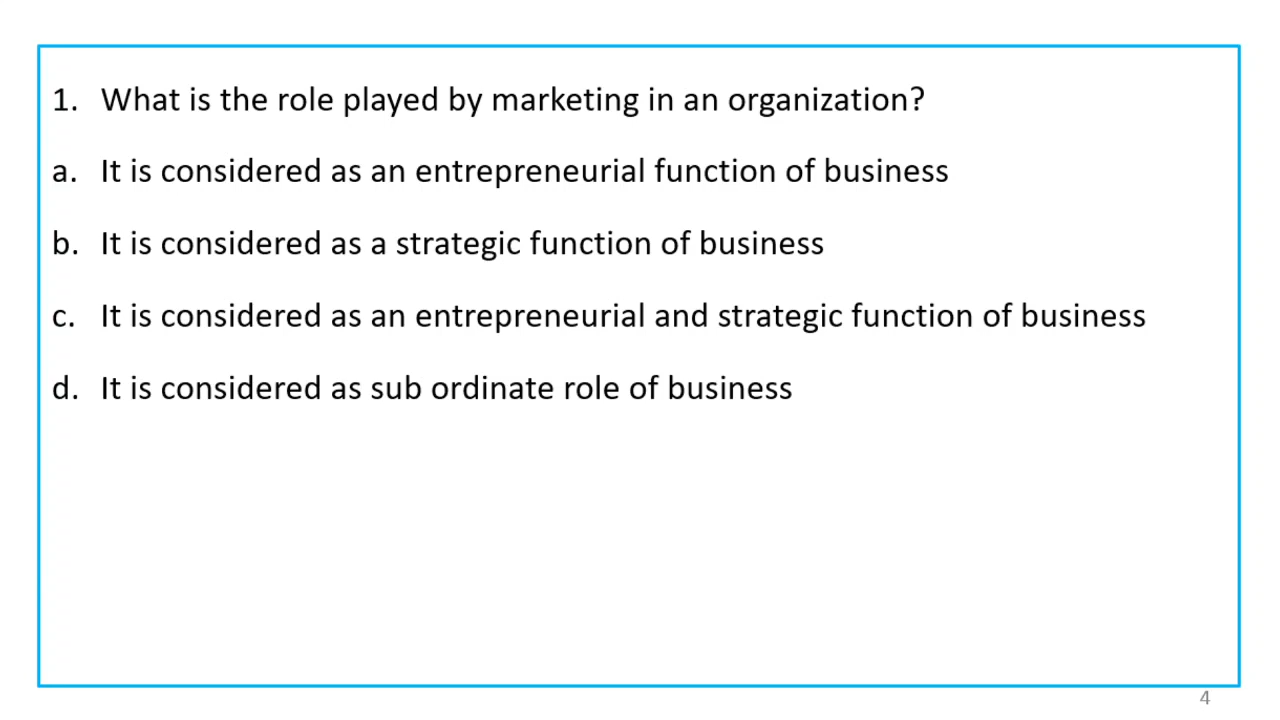 1. What is the role played by marketing in an organization?
a. It is considered as an entrepreneurial function of business
b. It is considered as a strategic function of business
c. It is considered as an entrepreneurial and strategic function of business
d. It is considered as sub ordinate role of business
4